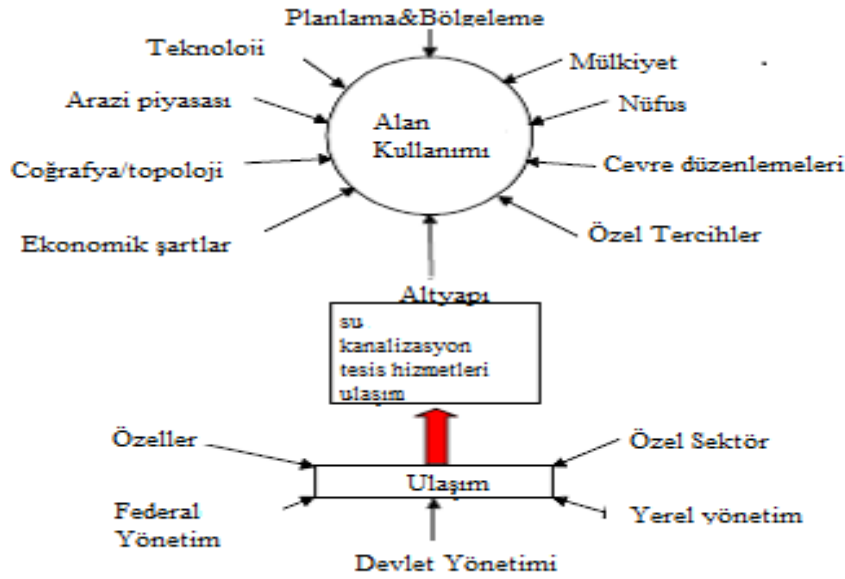 Planlama&Bölgeleme
Teknoloji
Mülkiyet
Arazi piyasası
Nüfus
Alan
Kullanımı
Coğrafya/topoloji
Cevre düzenlemeleri
Ekonomik şartlar
Özel Tercihler
Altyapı
su
kanalizasyon
tesis hizmetleri
ulaşım
Özeller
Özel Sektör
Ulaşım
Federal
Yönetim
Yerel yönetim
Devlet Yönetimi